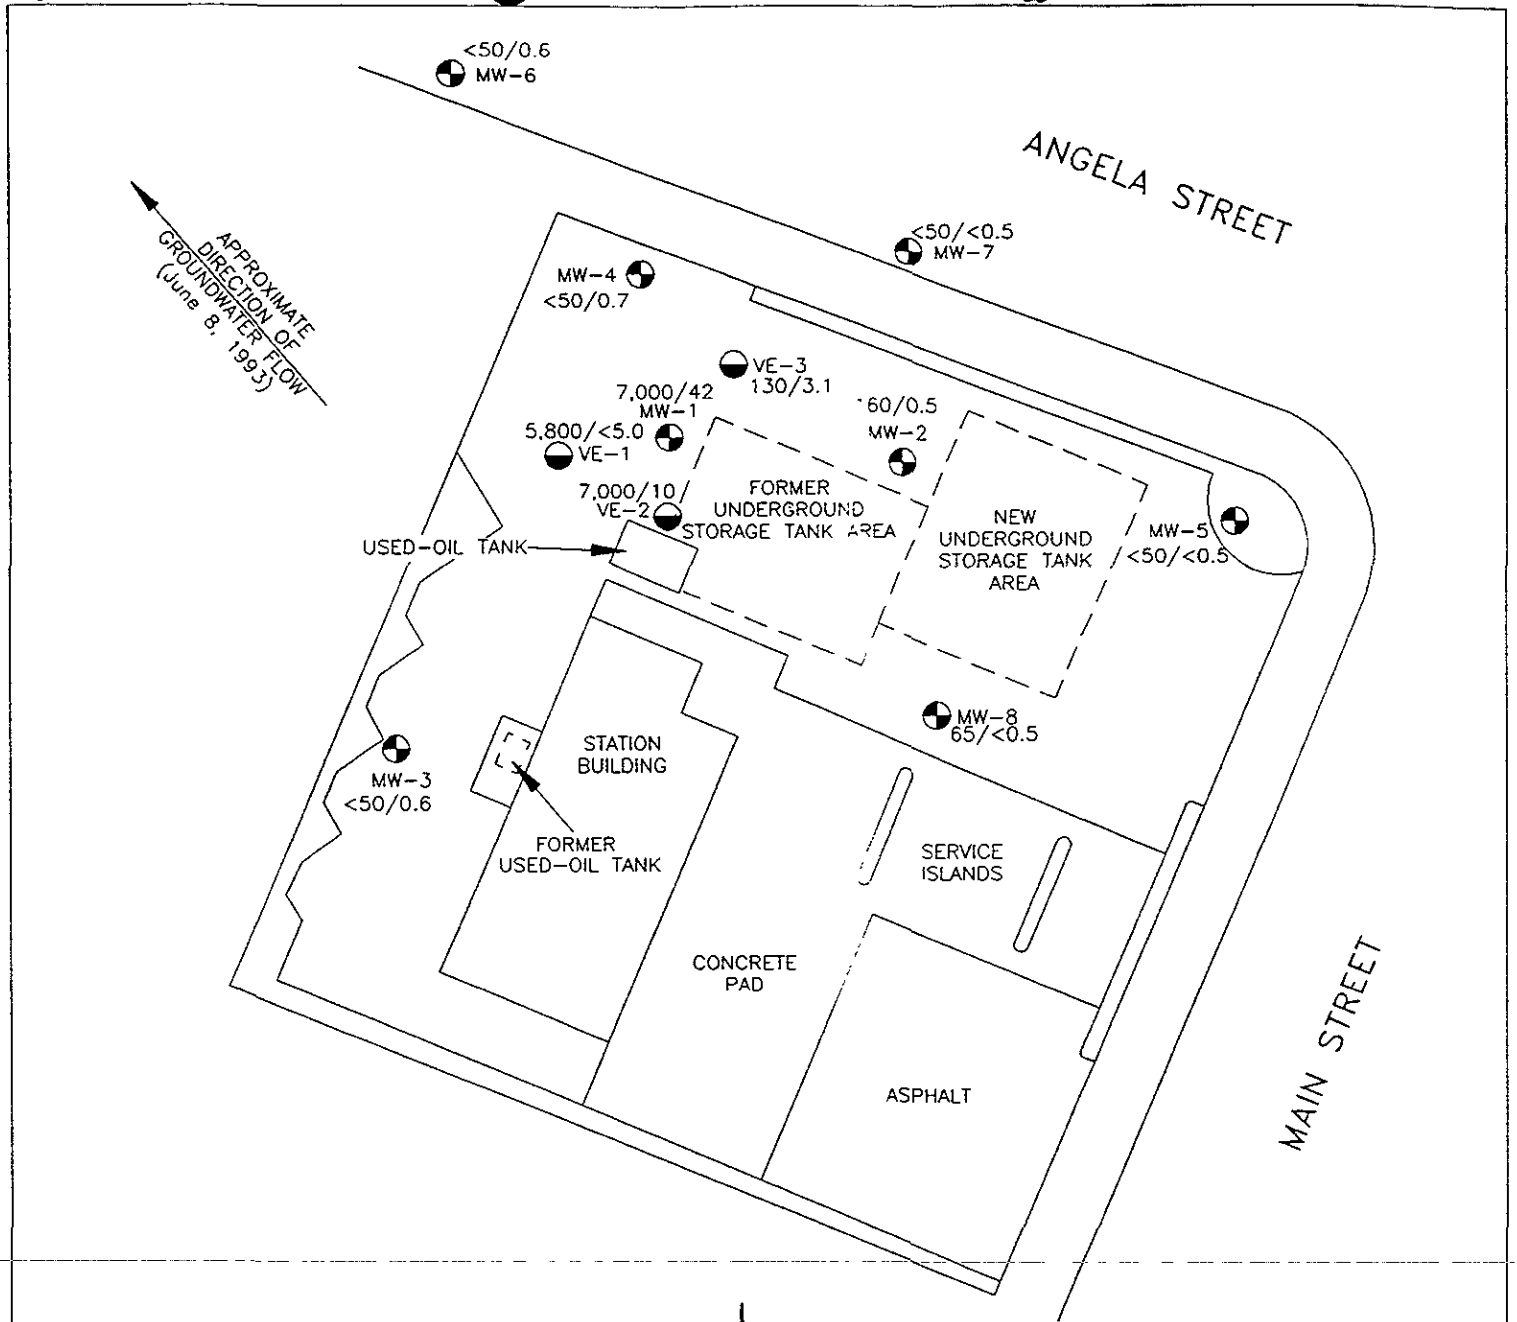 <50/0.6
MW-6
ANGELA STREET
APPROXIMATE
DIRECTION OF
GROUNDWATER FLOW
(June 8, 1993)
<50/<0.5
MW-7
MW-4
<50/0.7
VE-3
130/3.1
7,000/42
MW-1
60/0.5
MW-2
5,800/<5.0
VE-1
7,000/10
VE-2
FORMER
UNDERGROUND
STORAGE TANK AREA
NEW
UNDERGROUND
STORAGE TANK
AREA
MW-5
<50/<0.5
USED-OIL TANK
MW-8
65/<0.5
STATION
BUILDING
MW-3
<50/0.6
FORMER
USED-OIL TANK
SERVICE
ISLANDS
CONCRETE
PAD
ASPHALT
MAIN STREET